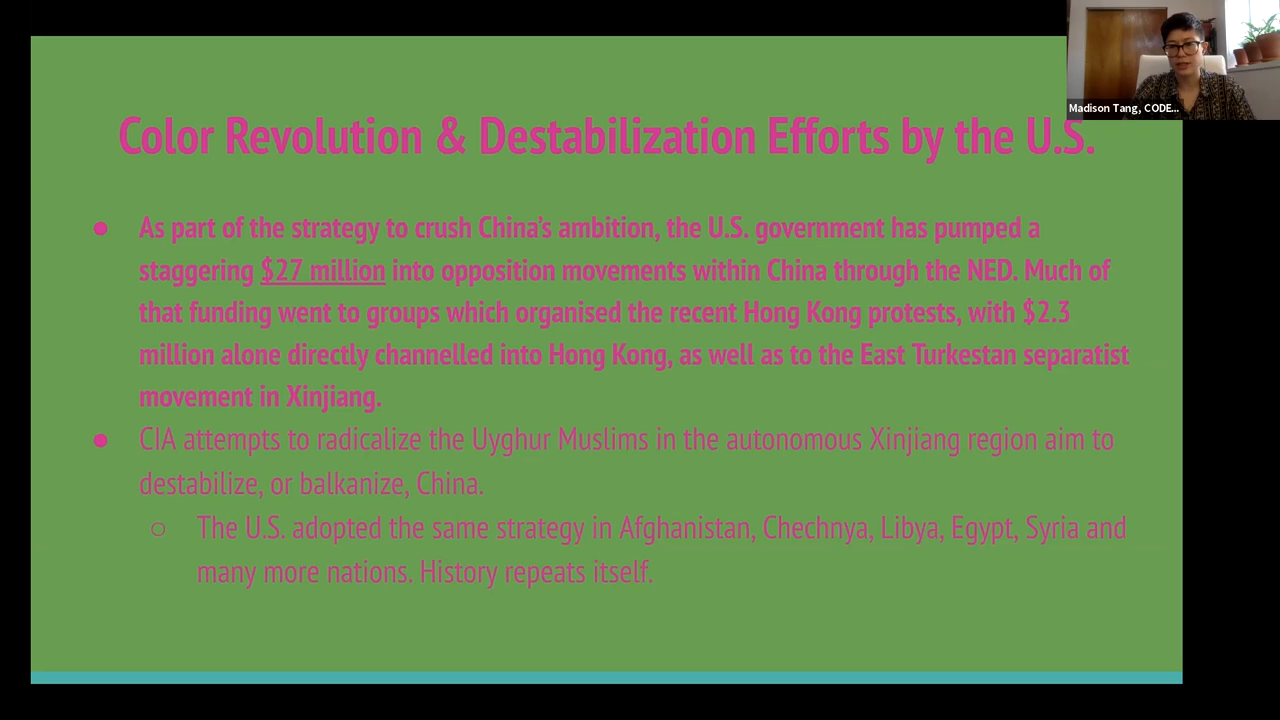 Madison Tang, CODE...
Color Revolution & Destabilization Efforts by the U.S.
● As part of the strategy to crush China's ambition, the U.S. government has pumped a
staggering $27 million into opposition movements within China through the NED. Much of
that funding went to groups which organised the recent Hong Kong protests, with $2.3
million alone directly channelled into Hong Kong, as well as to the East Turkestan separatist
movement in Xinjiang.
● CIA attempts to radicalize the Uyghur Muslims in the autonomous Xinjiang region aim to
destabilize, or balkanize, China.
○ The U.S. adopted the same strategy in Afghanistan, Chechnya, Libya, Egypt, Syria and
many more nations. History repeats itself.